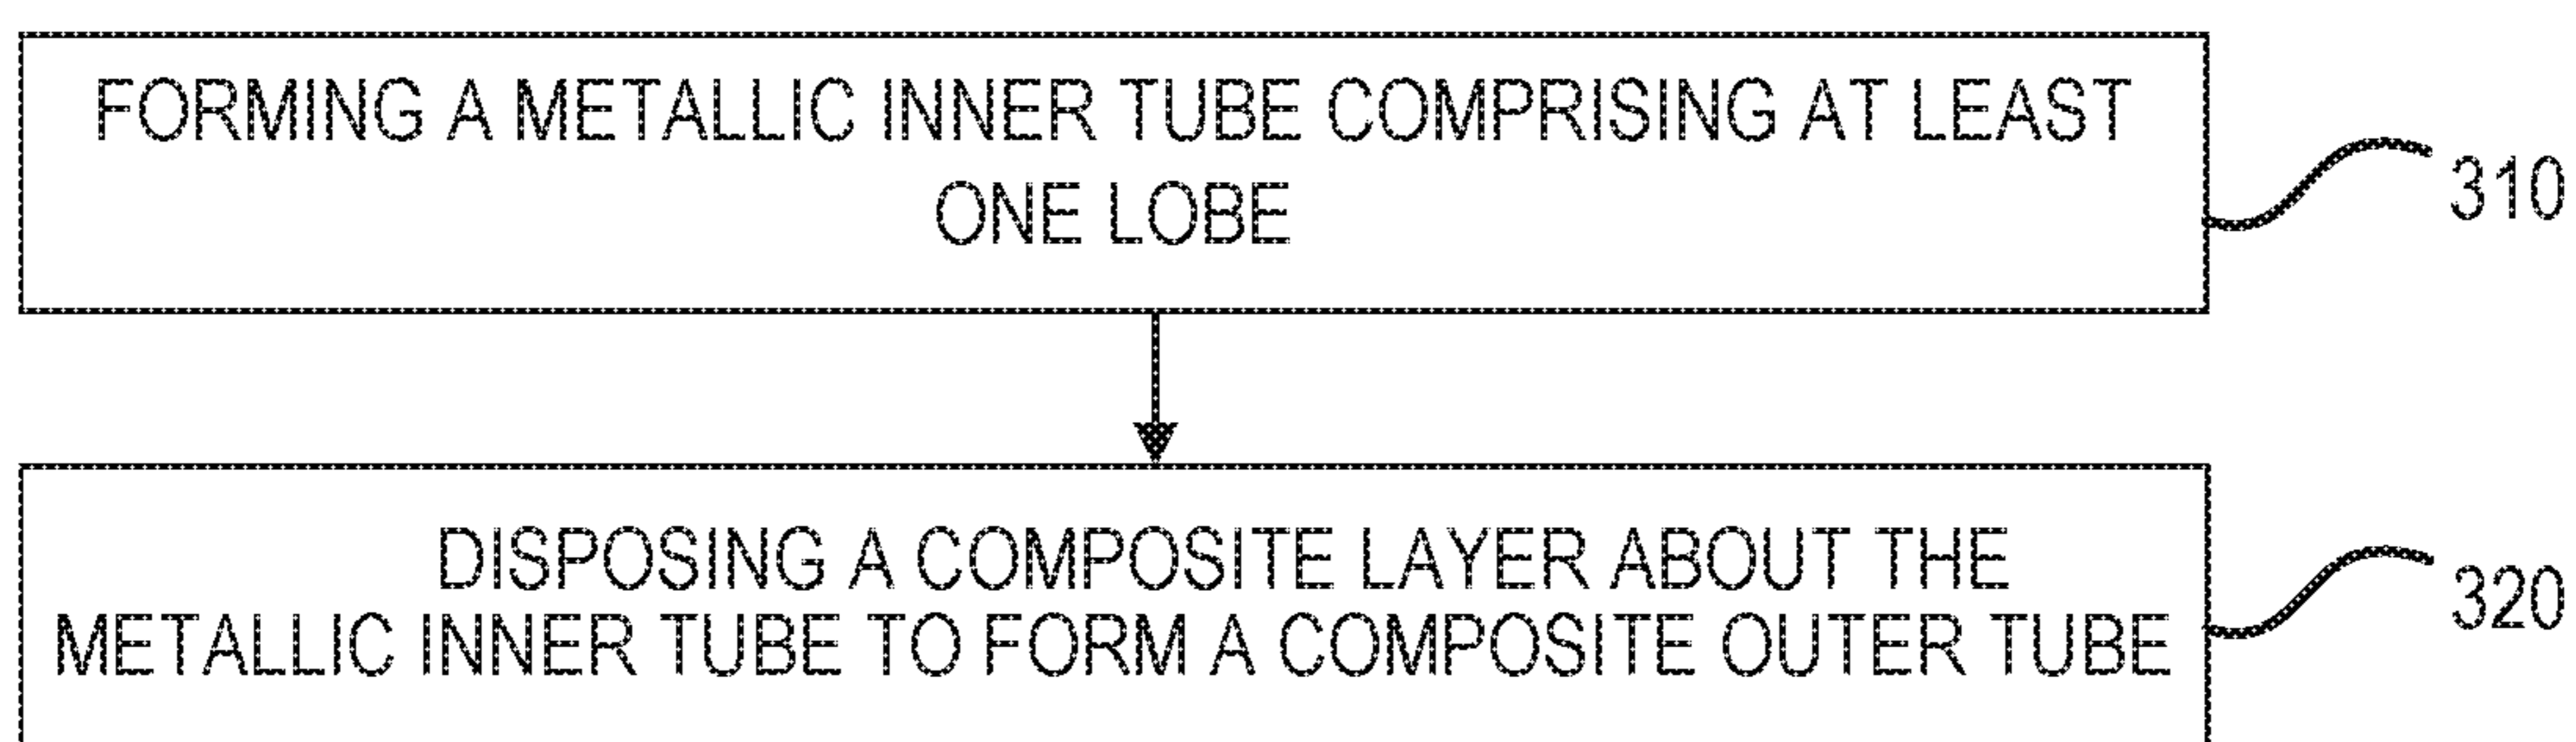 FORMING A METALLIC INNER TUBE COMPRISING AT LEAST
ONE LOBE
310
DISPOSING A COMPOSITE LAYER ABOUT THE
METALLIC INNER TUBE TO FORM A COMPOSITE OUTER TUBE
320